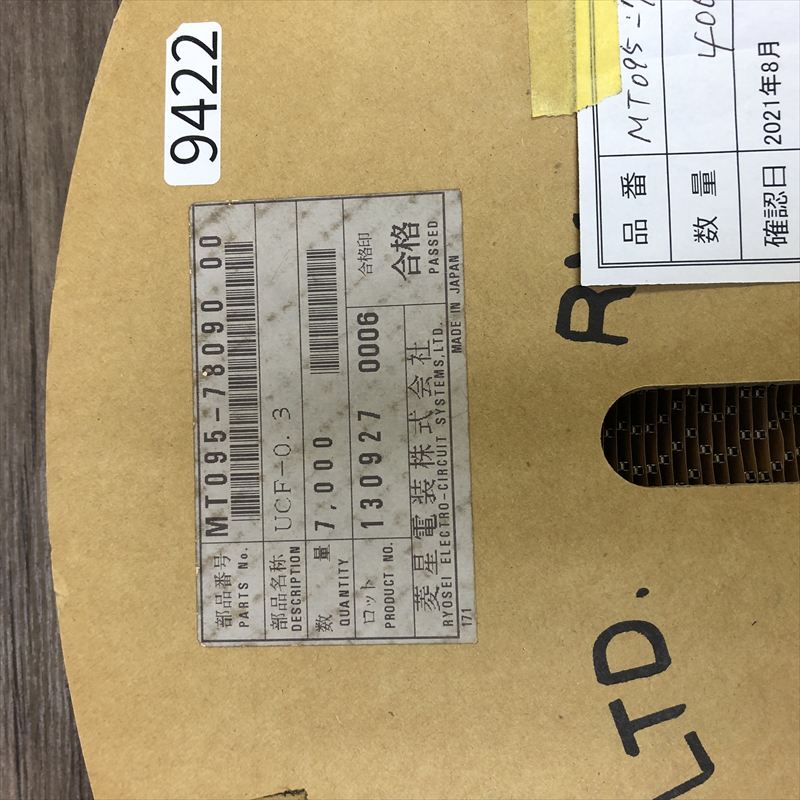 9422
部品番号 MT095-78090 00
PARTS No.
部品名称 UCF-0.3
DESCRIPTION
数量 7,000
QUANTITY
ロット 130927 0006
PRODUCT NO.
合格印
合格
PASSED
菱星電装株式会社
RYOSEI ELECTRO-CIRCUIT SYSTEMS,LTD.
171 MADE IN JAPAN
品番 MT095-7
数量 400
確認日 2021年8月
LTD.